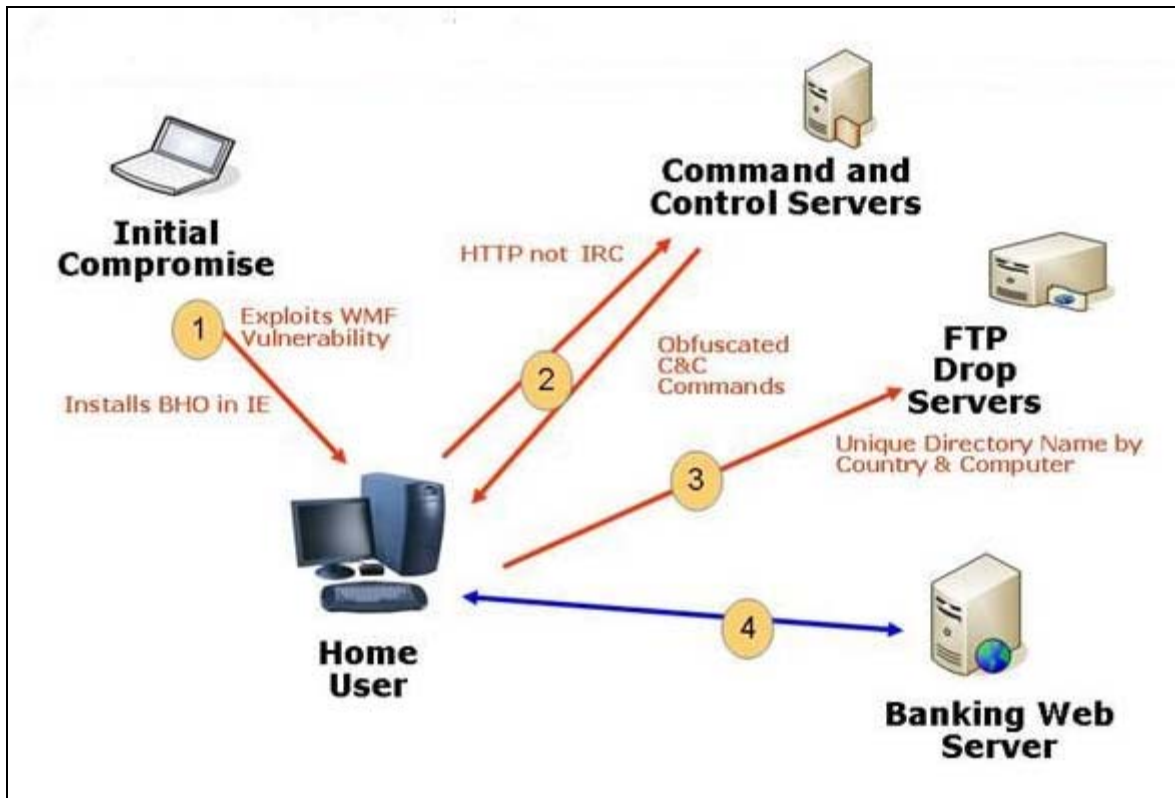 Command and
Control Servers
Initial
Compromise
HTTP not IRC
1
Exploits WMF
Vulnerability
Installs BHO in IE
2
Obfuscated
C&C
Commands
FTP
Drop
Servers
Unique Directory Name by
Country & Computer
3
4
Home
User
Banking Web
Server